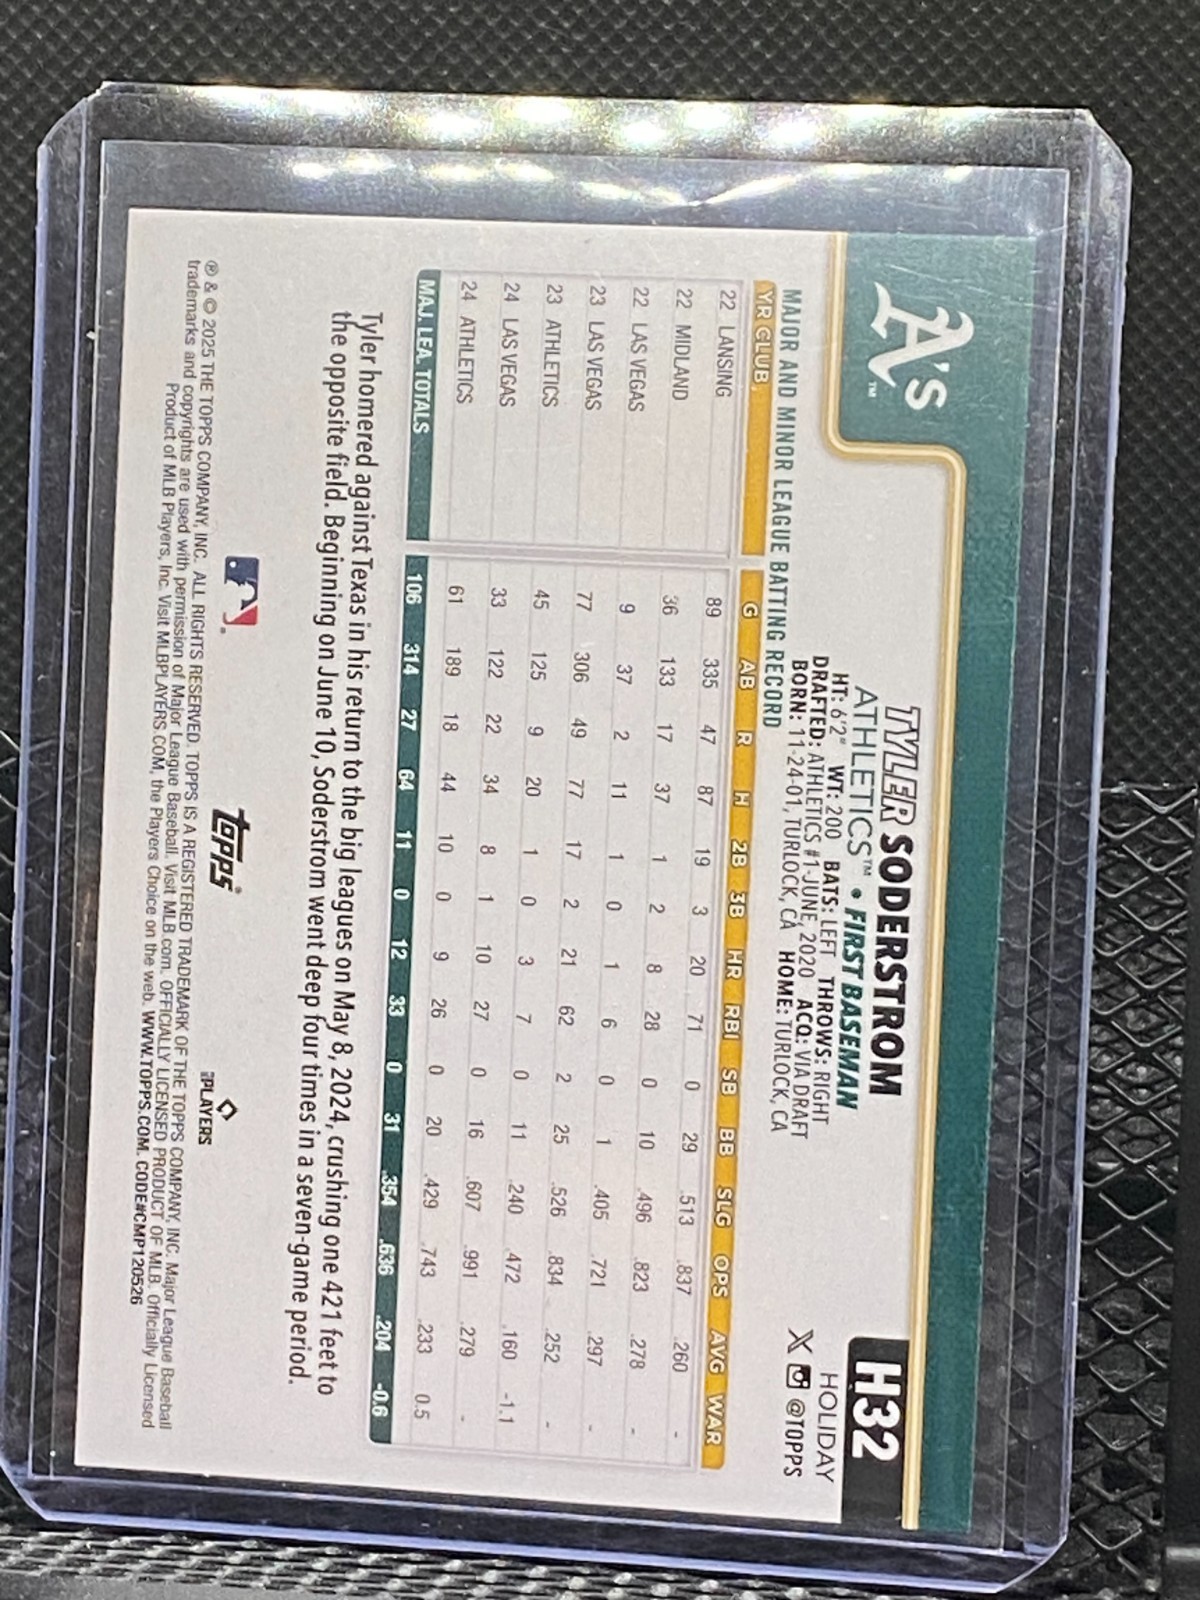 A's™
TYLER SODERSTROM
H32
ATHLETICS™ • FIRST BASEMAN
HOLIDAY
HT: 6'2" WT: 200 BATS: LEFT THROWS: RIGHT
@TOPPS
DRAFTED: ATHLETICS #1-JUNE, 2020 ACQ: VIA DRAFT
BORN: 11-24-01, TURLOCK, CA HOME: TURLOCK, CA
MAJOR AND MINOR LEAGUE BATTING RECORD
YR CLUB G AB R H 2B 3B HR RBI SB BB SLG OPS AVG WAR
22 LANSING 89 335 47 87 19 3 20 71 0 29 .513 .837 .260 -
22 MIDLAND 36 133 17 37 1 2 8 28 0 10 .496 .823 .278 -
22 LAS VEGAS 9 37 2 11 1 0 1 6 0 1 .405 .721 .297 -
23 LAS VEGAS 77 306 49 77 17 2 21 62 2 25 .526 .834 .252 -
23 ATHLETICS 45 125 9 20 1 0 3 7 0 11 .240 .472 .160 -1.1
24 LAS VEGAS 33 122 22 34 8 1 10 27 0 16 .607 .991 .279 -
24 ATHLETICS 61 189 18 44 10 0 9 26 0 20 .429 .743 .233 0.5
MAJ. LEA. TOTALS 106 314 27 64 11 0 12 33 0 31 .354 .636 .204 -0.6
Tyler homered against Texas in his return to the big leagues on May 8, 2024, crushing one 421 feet to
the opposite field. Beginning on June 10, Soderstrom went deep four times in a seven-game period.
topps
PLAYERS
® & © 2025 THE TOPPS COMPANY, INC. ALL RIGHTS RESERVED. TOPPS IS A REGISTERED TRADEMARK OF THE TOPPS COMPANY, INC. Major League Baseball
trademarks and copyrights are used with permission of Major League Baseball. Visit MLB.com. OFFICIALLY LICENSED PRODUCT OF MLB. Officially Licensed
Product of MLB Players, Inc. Visit MLBPLAYERS.COM, the Players Choice on the web. WWW.TOPPS.COM. CODE#CMP120526